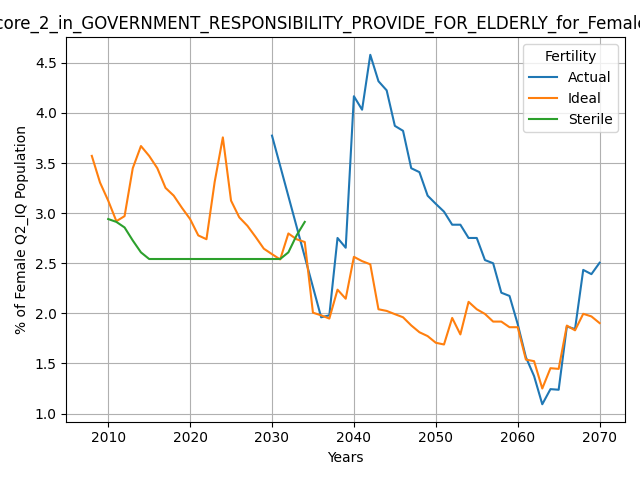 core_2_in_GOVERNMENT_RESPONSIBILITY_PROVIDE_FOR_ELDERLY_for_Female
Fertility
Actual
Ideal
Sterile
% of Female Q2_IQ Population
4.5
4.0
3.5
3.0
2.5
2.0
1.5
1.0
2010 2020 2030 2040 2050 2060 2070
Years